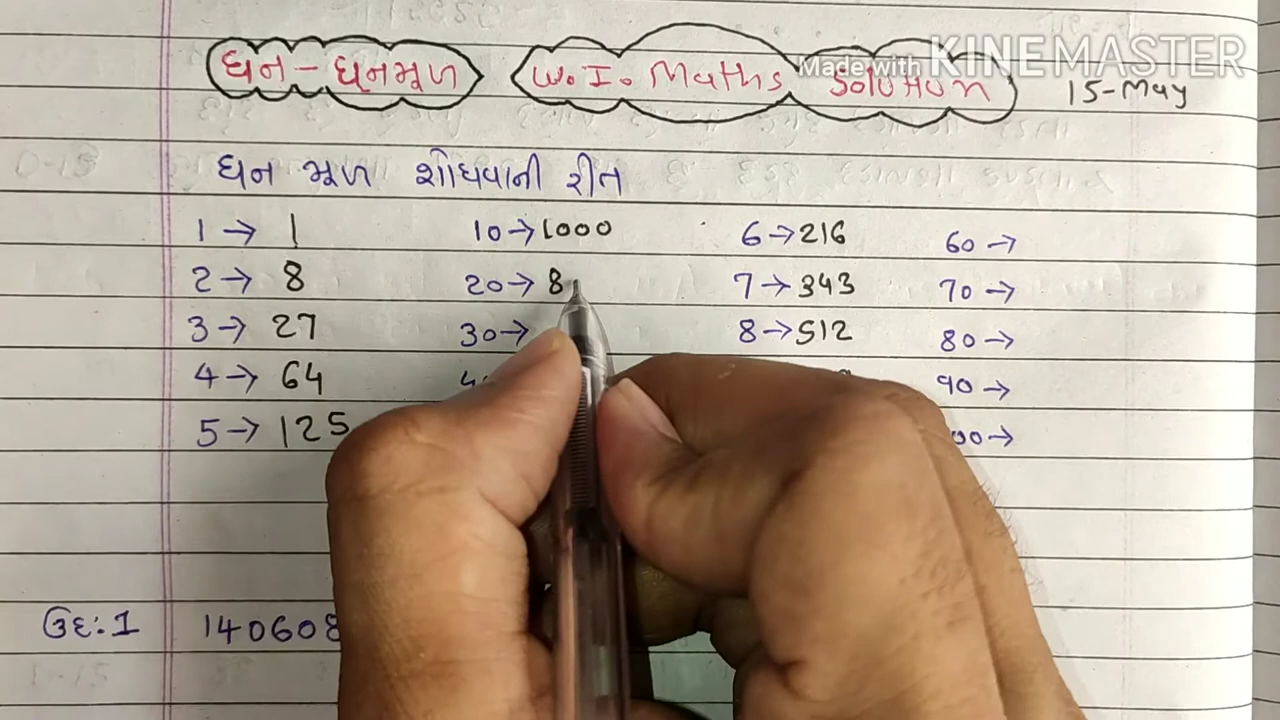 ઘન - ઘનમૂળ W.I. Maths Solution 15-May
Made with KINEMASTER
ઘન મૂળ શોધવાની રીત
1 → 1 10 → 1000 6 → 216 60 →
2 → 8 20 → 8 7 → 343 70 →
3 → 27 30 → 8 → 512 80 →
4 → 64 90 →
5 → 125 00 →
ઉદ:1 140608